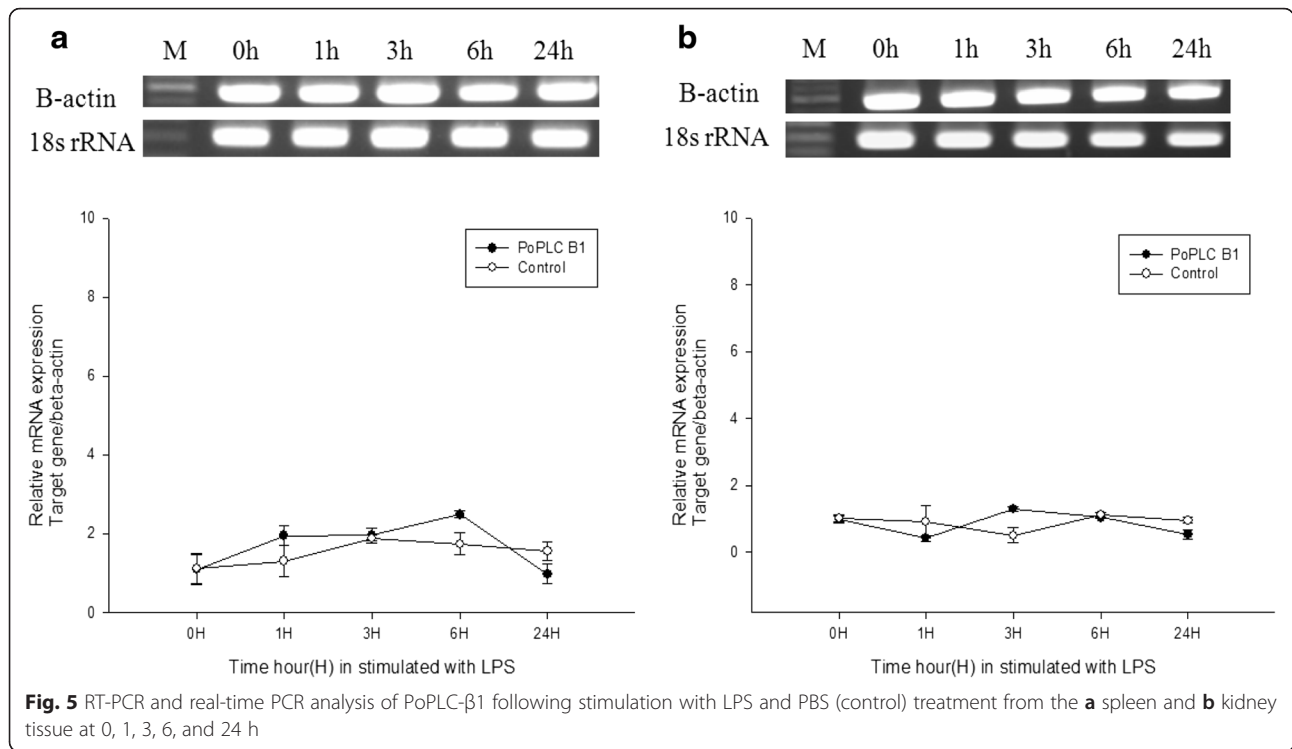 a
M 0h 1h 3h 6h 24h
B-actin
18s rRNA
10
8
6
4
2
0
PoPLC B1
Control
Relative mRNA expression
Target gene/beta-actin
0H 1H 3H 6H 24H
Time hour(H) in stimulated with LPS
b
M 0h 1h 3h 6h 24h
B-actin
18s rRNA
10
8
6
4
2
0
PoPLC B1
Control
Relative mRNA expression
Target gene/beta-actin
0H 1H 3H 6H 24H
Time hour(H) in stimulated with LPS
Fig. 5 RT-PCR and real-time PCR analysis of PoPLC-β1 following stimulation with LPS and PBS (control) treatment from the a spleen and b kidney
tissue at 0, 1, 3, 6, and 24 h